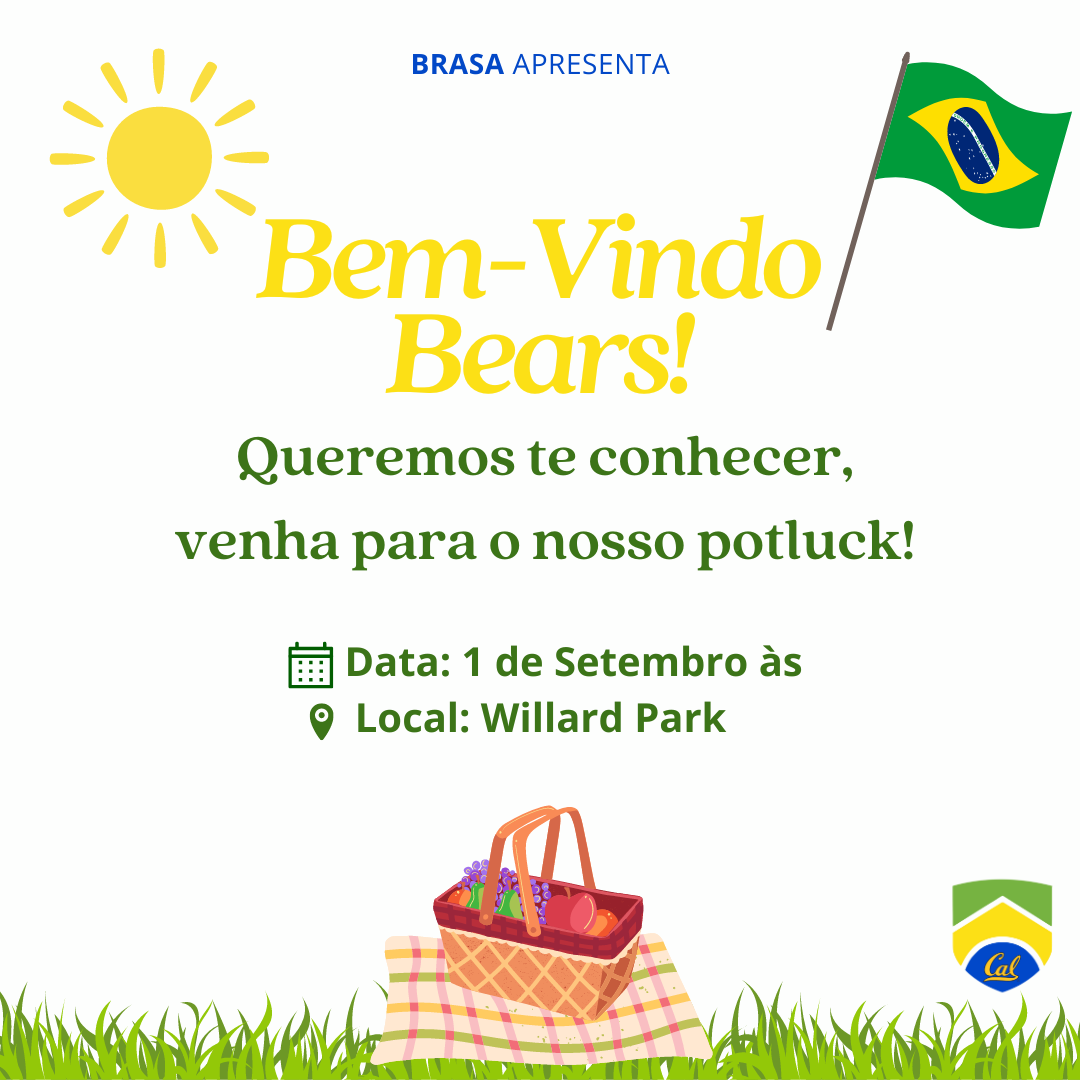 BRASA APRESENTA
Bem-Vindo
Bears!
Queremos te conhecer,
venha para o nosso potluck!
Data: 1 de Setembro às
Local: Willard Park
Cal